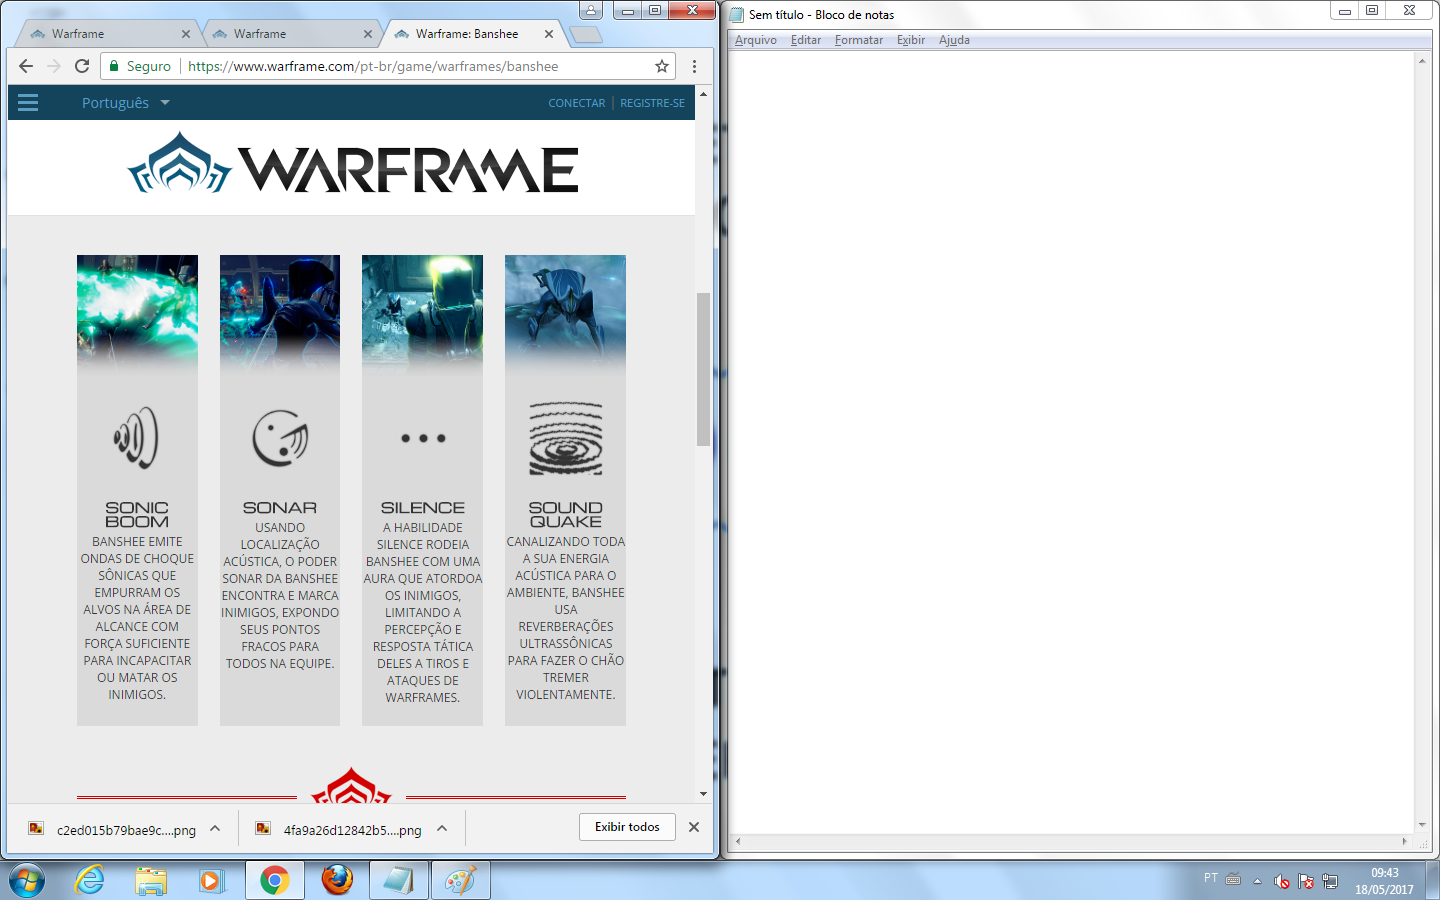 Warframe
Warframe
Warframe: Banshee
Seguro
https://www.warframe.com/pt-br/game/warframes/banshee
Português
CONECTAR
REGISTRE-SE
WARFRAME
SONIC
BOOM
BANSHEE EMITE
ONDAS DE CHOQUE
SÔNICAS QUE
EMPURRAM OS
ALVOS NA ÁREA DE
ALCANCE COM
FORÇA SUFICIENTE
PARA INCAPACITAR
OU MATAR OS
INIMIGOS.
SONAR
USANDO
LOCALIZAÇÃO
ACÚSTICA, O PODER
SONAR DA BANSHEE
ENCONTRA E MARCA
INIMIGOS, EXPONDO
SEUS PONTOS
FRACOS PARA
TODOS NA EQUIPE.
SILENCE
A HABILIDADE
SILENCE RODEIA
BANSHEE COM UMA
AURA QUE ATORDOA
OS INIMIGOS,
LIMITANDO A
PERCEPÇÃO E
RESPOSTA TÁTICA
DELES A TIROS E
ATAQUES DE
WARFRAMES.
SOUND
QUAKE
CANALIZANDO TODA
A SUA ENERGIA
ACÚSTICA PARA O
AMBIENTE, BANSHEE
USA
REVERBERAÇÕES
ULTRASSÔNICAS
PARA FAZER O CHÃO
TREMER
VIOLENTAMENTE.
c2ed015b79bae9c....png
4fa9a26d12842b5....png
Exibir todos
Sem título - Bloco de notas
Arquivo
Editar
Formatar
Exibir
Ajuda
PT
09:43
18/05/2017